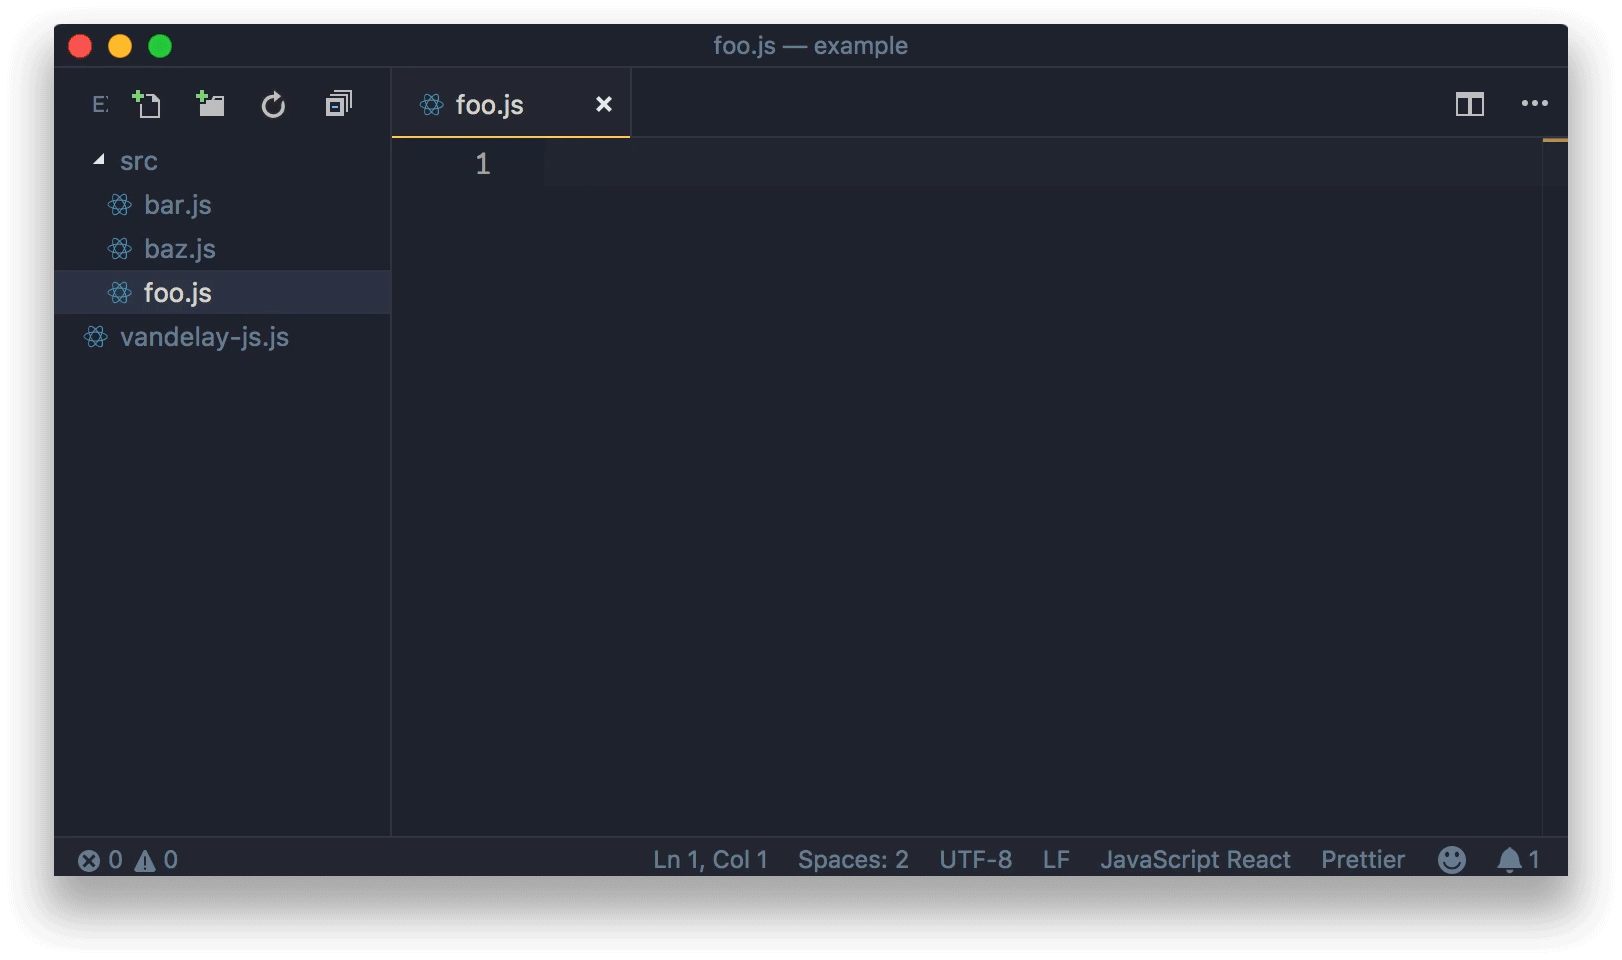 foo.js — example
foo.js
src
bar.js
baz.js
foo.js
vandelay-js.js
1
0 0 Ln 1, Col 1 Spaces: 2 UTF-8 LF JavaScript React Prettier 1